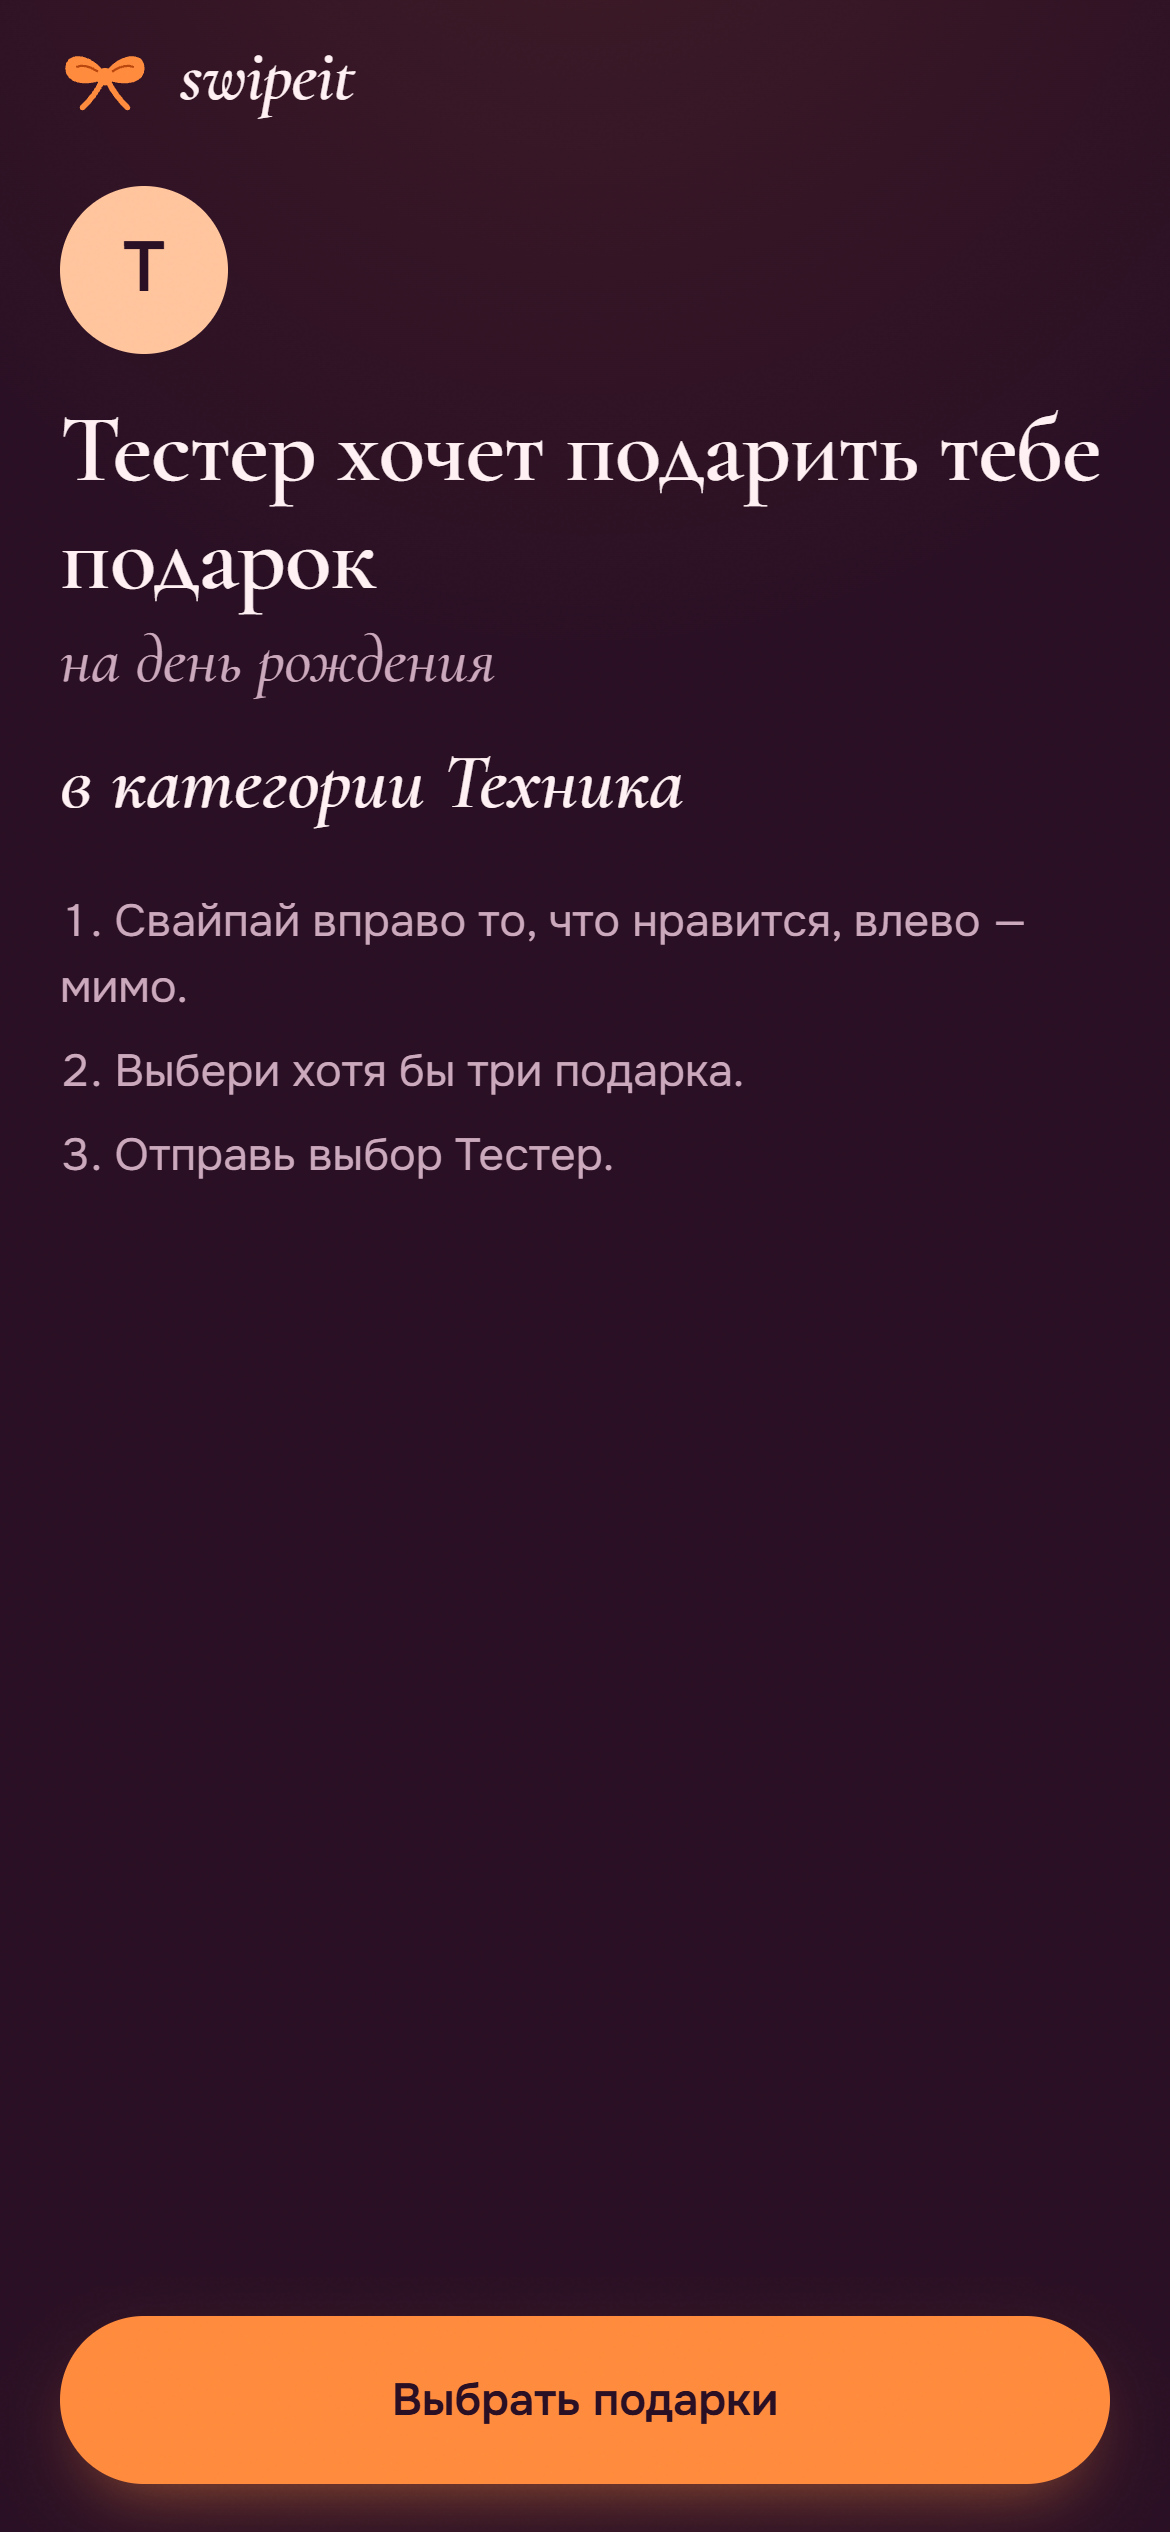 swipeit
Т
Тестер хочет подарить тебе
подарок
на день рождения
в категории Техника
1. Свайпай вправо то, что нравится, влево —
мимо.
2. Выбери хотя бы три подарка.
3. Отправь выбор Тестер.
Выбрать подарки